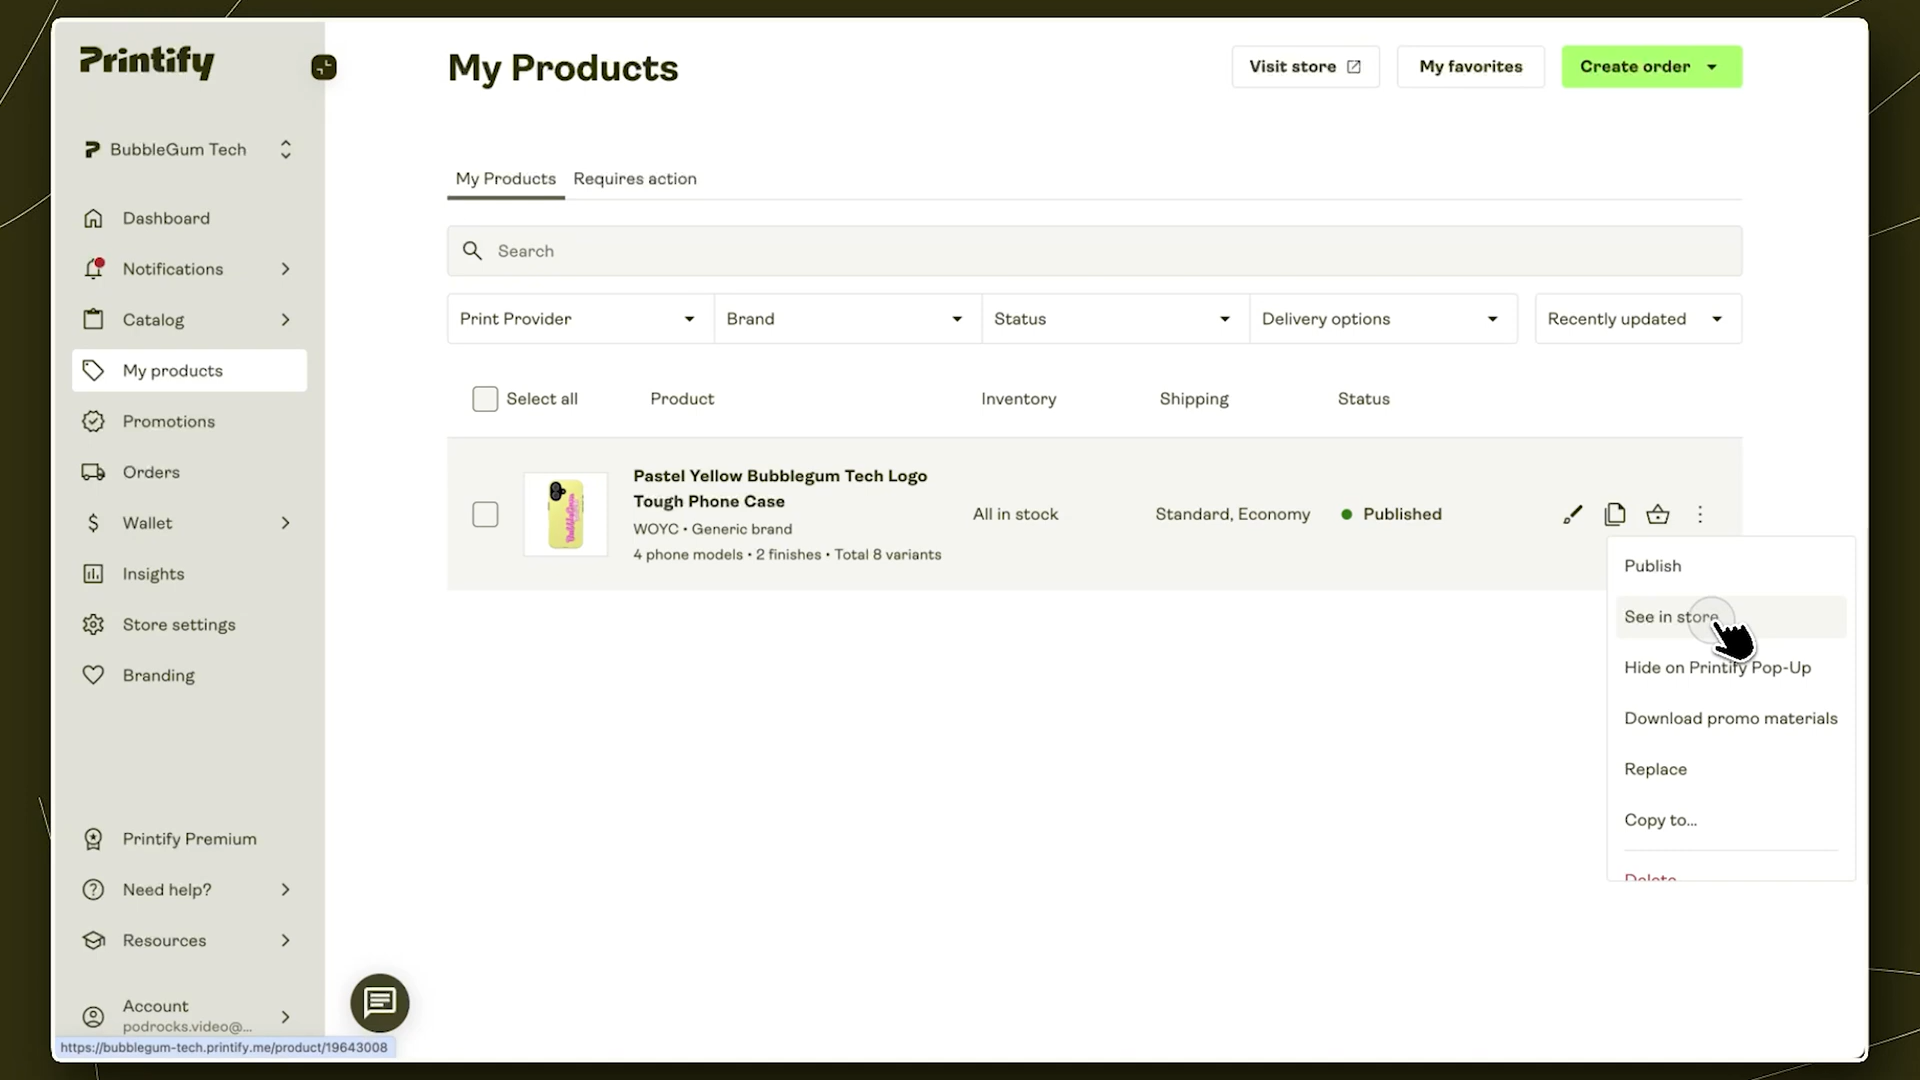 Printify
BubbleGum Tech
Dashboard
Notifications
Catalog
My products
Promotions
Orders
Wallet
Insights
Store settings
Branding
Printify Premium
Need help?
Resources
Account
podrocks.video@...
https://bubblegum-tech.printify.me/product/19643008
My Products
Visit store
My favorites
Create order
My Products
Requires action
Search
Print Provider
Brand
Status
Delivery options
Recently updated
Select all
Product
Inventory
Shipping
Status
Pastel Yellow Bubblegum Tech Logo
Tough Phone Case
WOYC • Generic brand
4 phone models • 2 finishes • Total 8 variants
All in stock
Standard, Economy
Published
Publish
See in store
Hide on Printify Pop-Up
Download promo materials
Replace
Copy to...
Delete